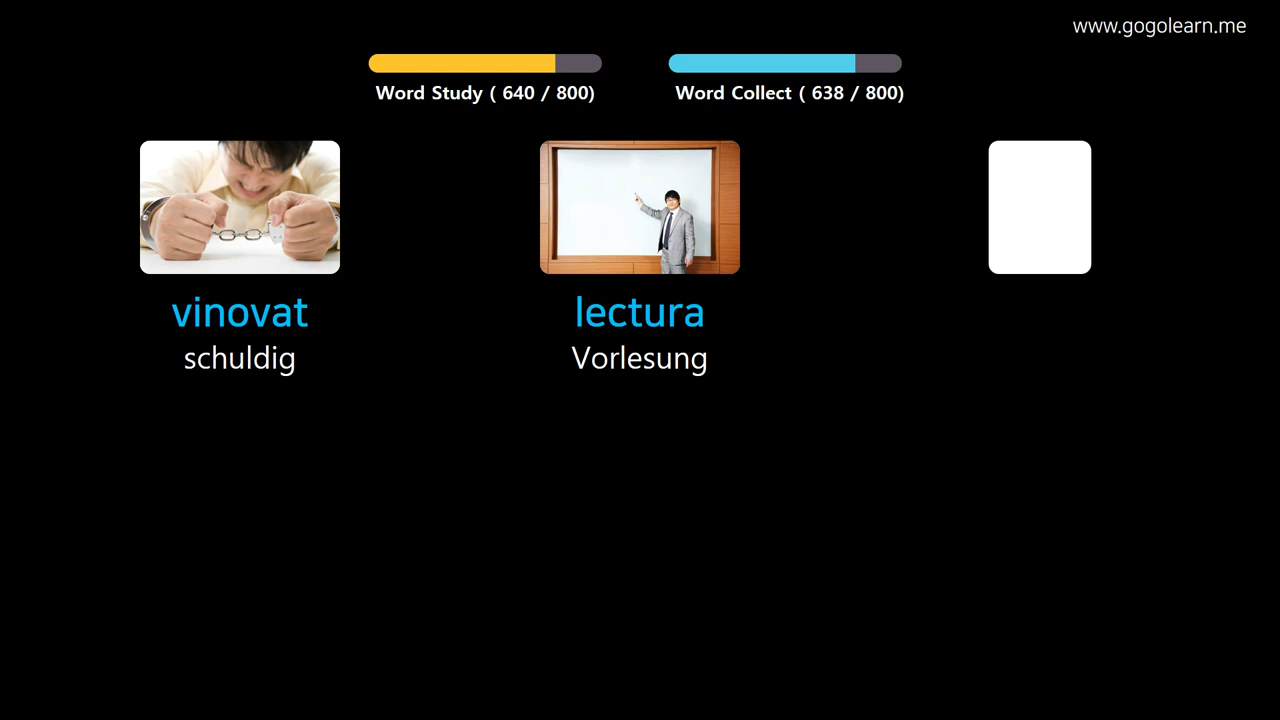 www.gogolearn.me
Word Study ( 640 / 800)
Word Collect ( 638 / 800)
vinovat
schuldig
lectura
Vorlesung